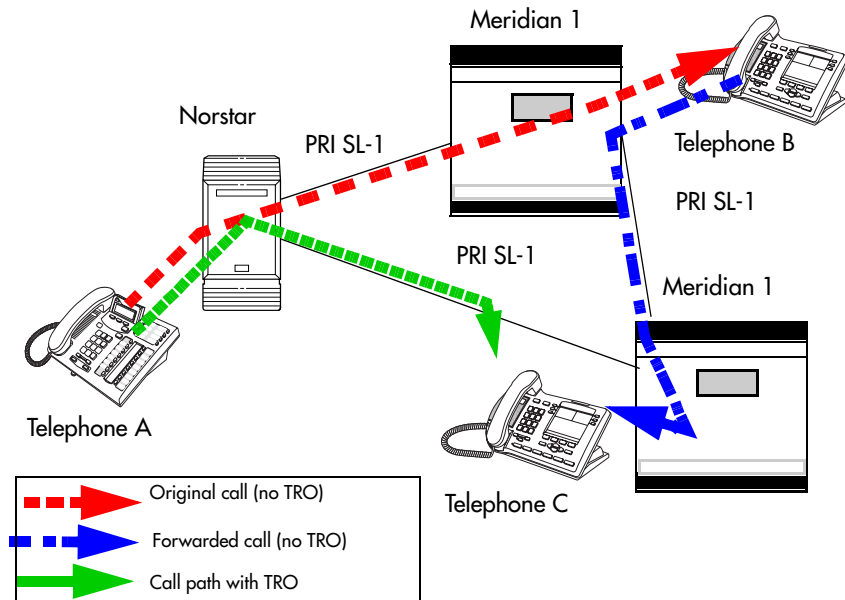 Meridian 1
Norstar
PRI SL-1
Telephone B
PRI SL-1
PRI SL-1
Meridian 1
Telephone A
Telephone C
Original call (no TRO)
Forwarded call (no TRO)
Call path with TRO